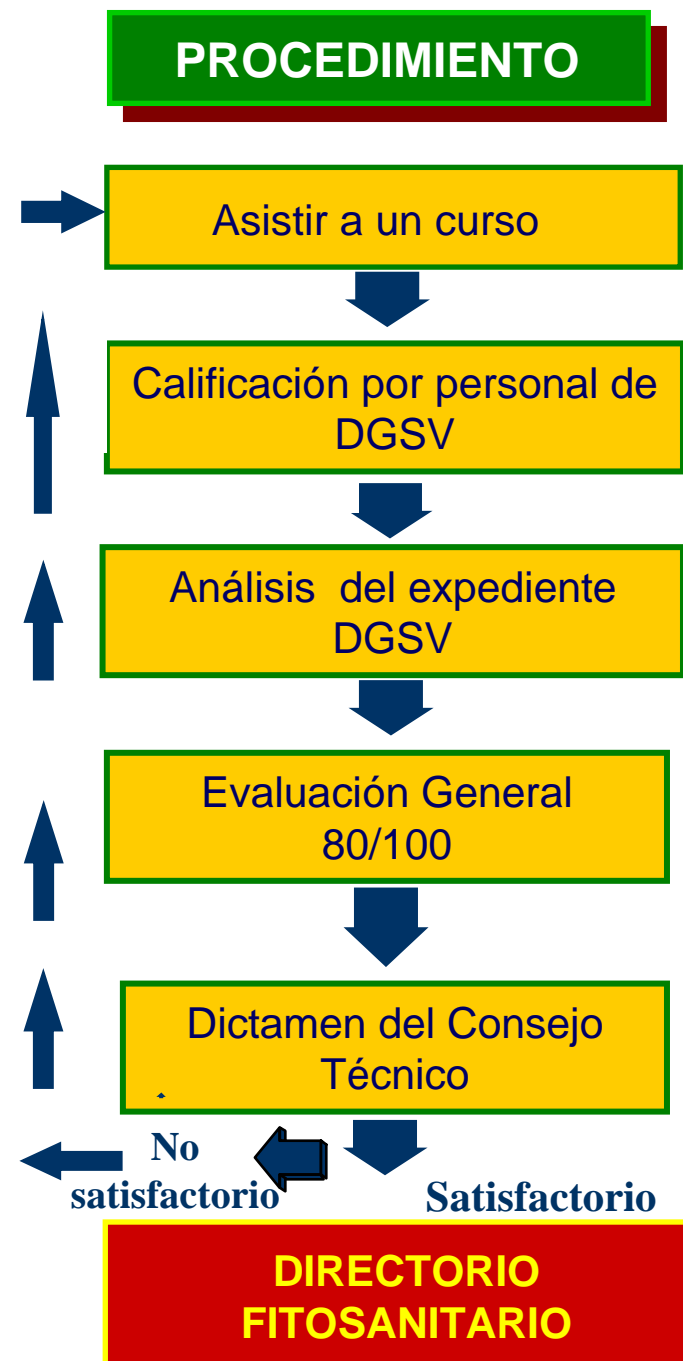 PROCEDIMIENTO
Asistir a un curso
Calificación por personal de
DGSV
Análisis del expediente
DGSV
Evaluación General
80/100
Dictamen del Consejo
Técnico
No
satisfactorio
Satisfactorio
DIRECTORIO
FITOSANITARIO